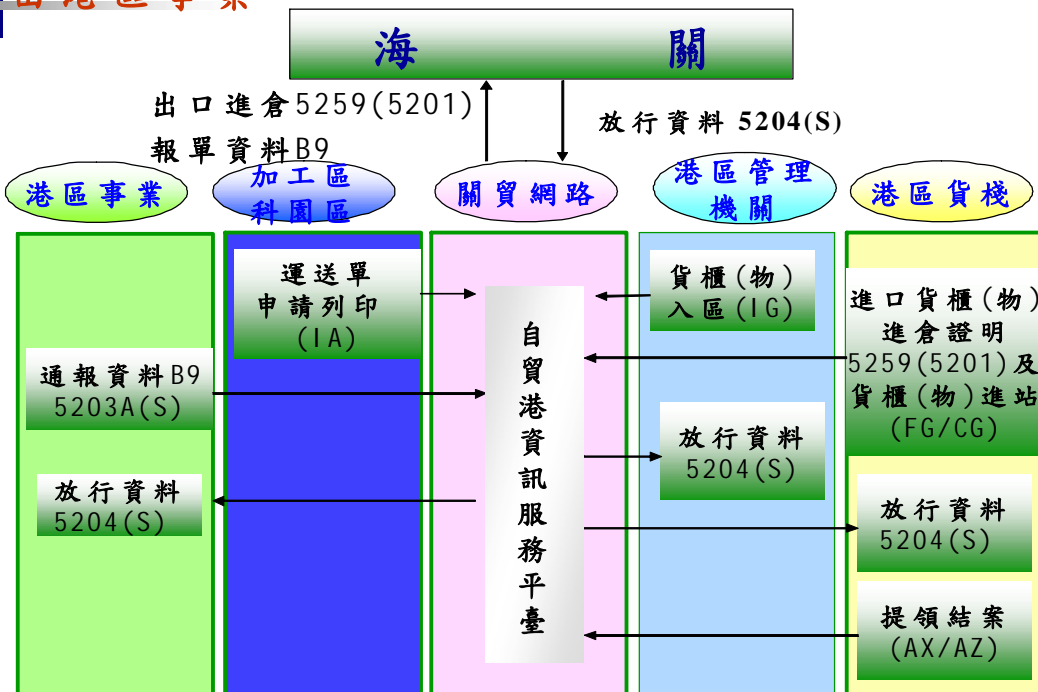 港區事業
海 關
出口進倉5259(5201)
報單資料B9
放行資料 5204(S)
港區事業
加工區
科園區
關貿網路
港區管理
機關
港區貨棧
運送單
申請列印
(IA)
貨櫃(物)
入區(IG)
進口貨櫃(物)
進倉證明
5259(5201)及
貨櫃(物)進站
(FG/CG)
自貿港資訊服務平臺
通報資料B9
5203A(S)
放行資料
5204(S)
放行資料
5204(S)
放行資料
5204(S)
提領結案
(AX/AZ)